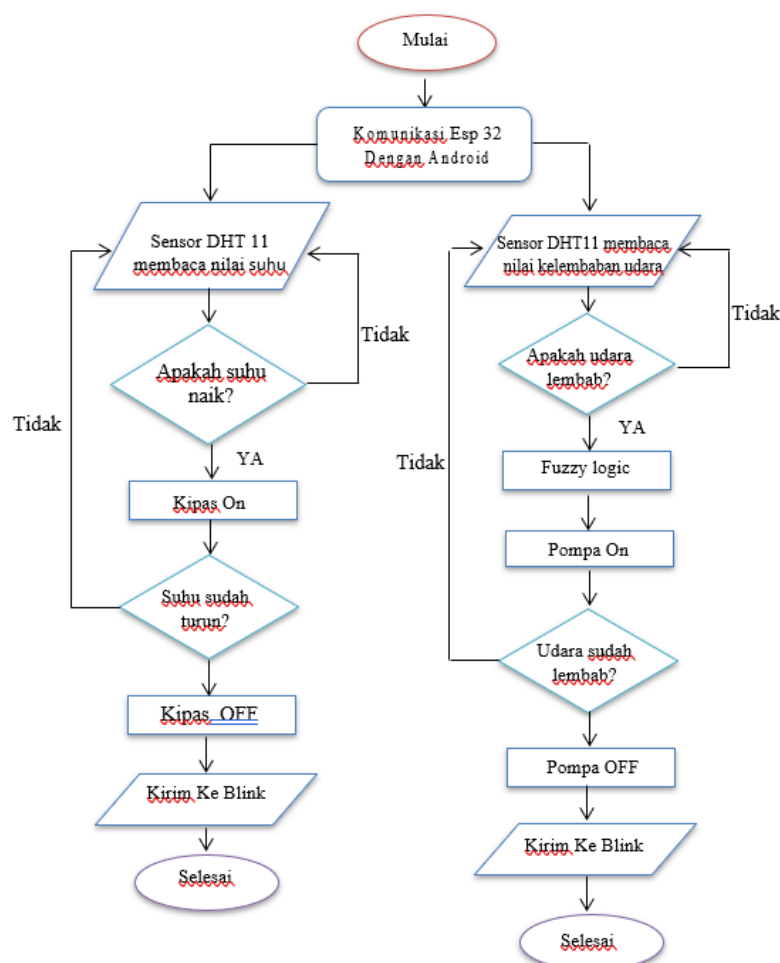 Mulai
Komunikasi Esp 32
Dengan Android
Sensor DHT 11
membaca nilai suhu
Tidak
Apakah suhu
naik?
Tidak
YA
Kipas On
Suhu sudah
turun?
Kipas OFF
Kirim Ke Blink
Selesai
Sensor DHT11 membaca
nilai kelembaban udara
Tidak
Apakah udara
lembab?
YA
Tidak
Fuzzy logic
Pompa On
Udara sudah
lembab?
Pompa OFF
Kirim Ke Blink
Selesai